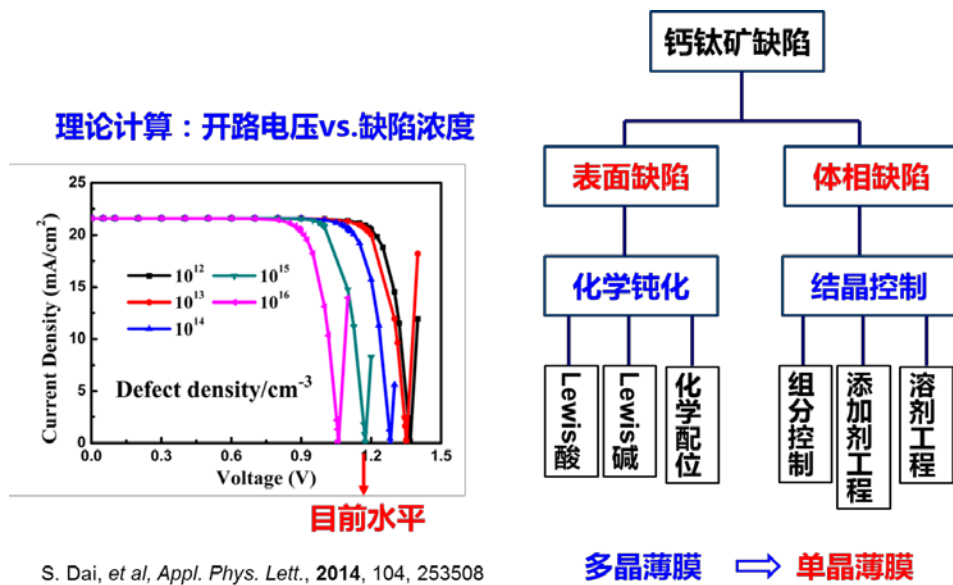 理论计算：开路电压vs.缺陷浓度
25
20
15
10
5
0
Current Density (mA/cm²)
10¹² 10¹⁵
10¹³ 10¹⁶
10¹⁴
Defect density/cm⁻³
0.0 0.3 0.6 0.9 1.2 1.5
Voltage (V)
目前水平
S. Dai, et al, Appl. Phys. Lett., 2014, 104, 253508
钙钛矿缺陷
表面缺陷 体相缺陷
化学钝化 结晶控制
Lewis酸
Lewis碱
化学配位
组分控制
添加剂工程
溶剂工程
多晶薄膜 单晶薄膜